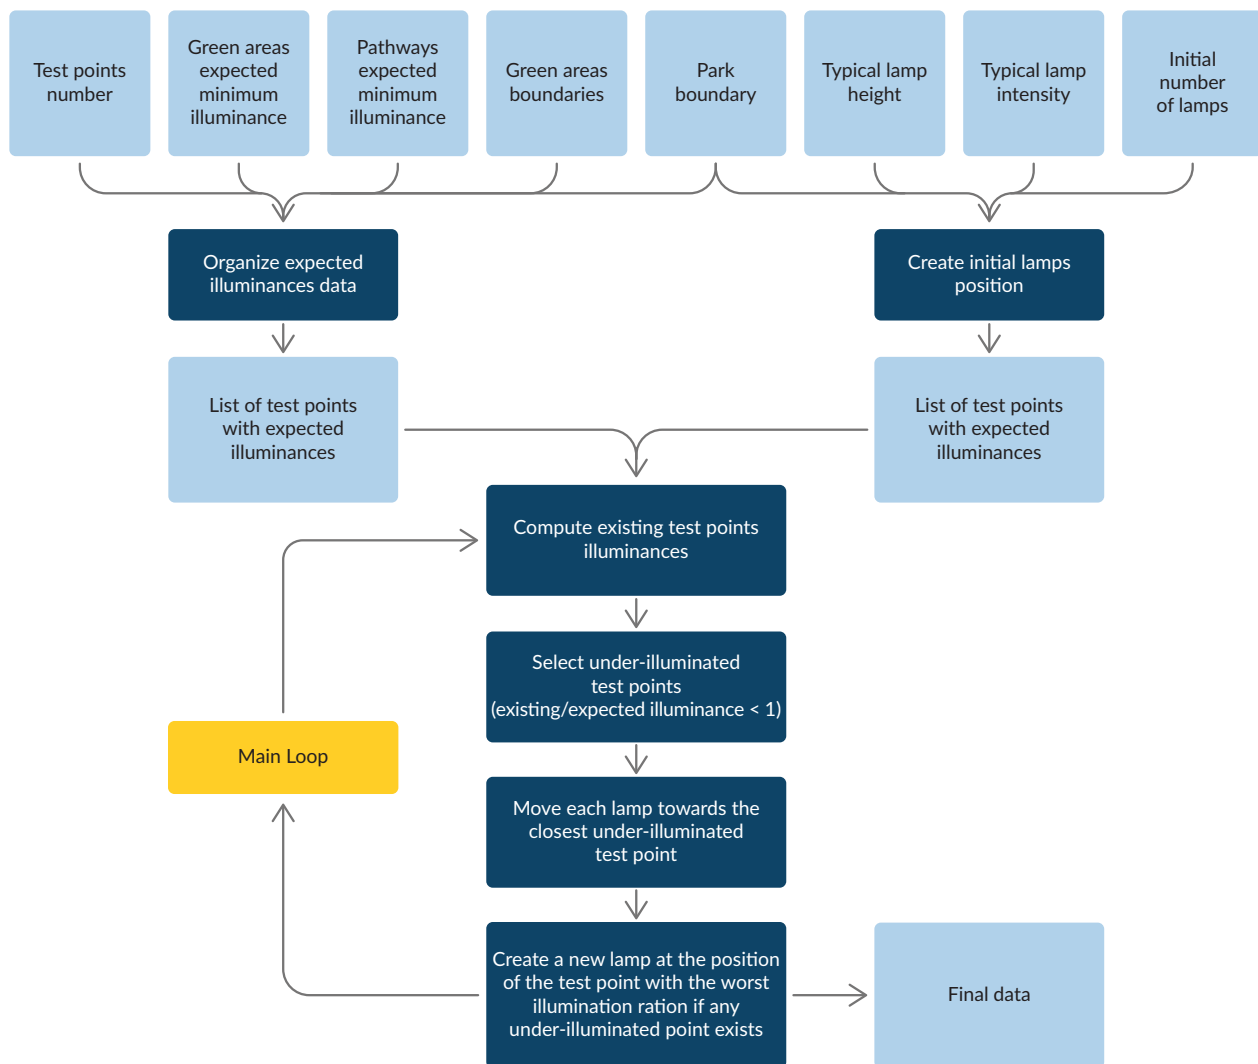 Test points
number
Green areas
expected
minimum
illuminance
Pathways
expected
minimum
illuminance
Green areas
boundaries
Park
boundary
Typical lamp
height
Typical lamp
intensity
Initial
number
of lamps
Organize expected
illuminances data
Create initial lamps
position
List of test points
with expected
illuminances
List of test points
with expected
illuminances
Compute existing test points
illuminances
Select under-illuminated
test points
(existing/expected illuminance < 1)
Main Loop
Move each lamp towards the
closest under-illuminated
test point
Create a new lamp at the position
of the test point with the worst
illumination ration if any
under-illuminated point exists
Final data